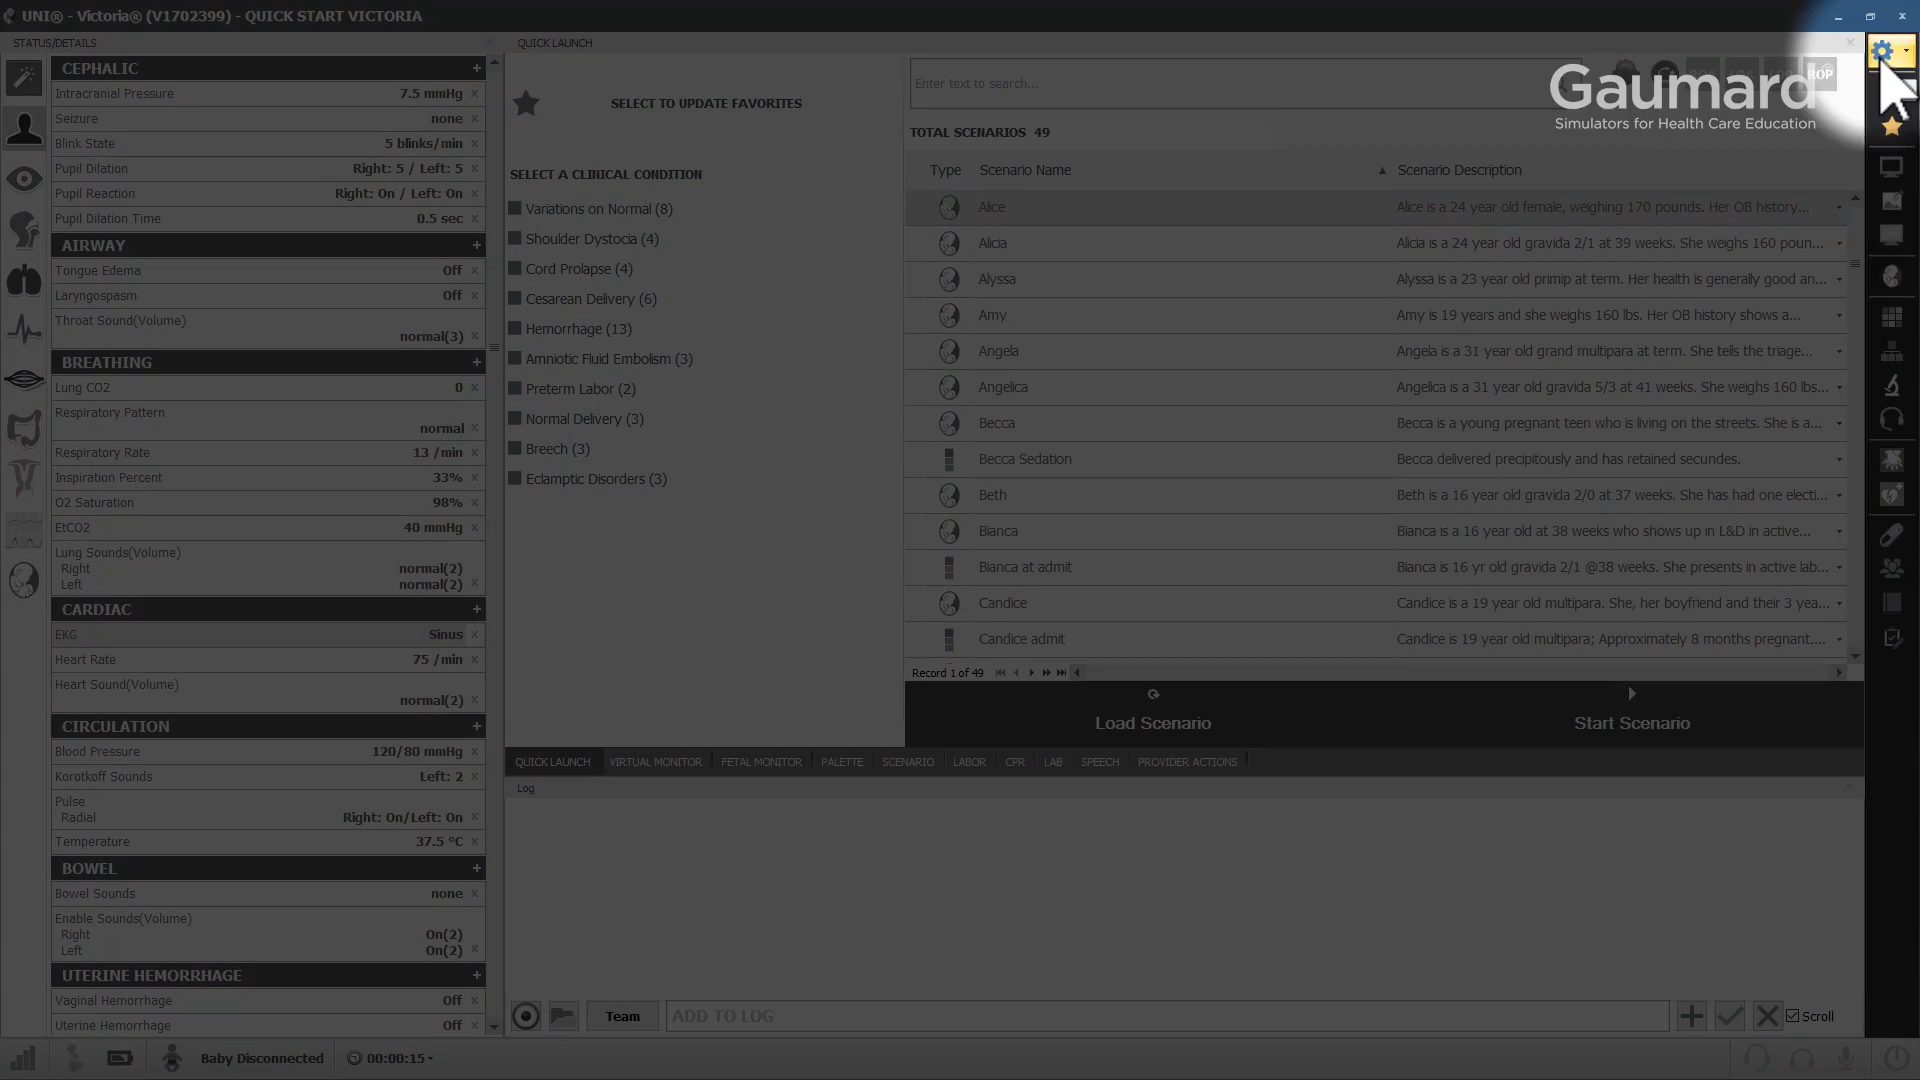 UNI® - Victoria® (V1702399) - QUICK START VICTORIA
STATUS/DETAILS
CEPHALIC
Intracranial Pressure 7.5 mmHg
Seizure none
Blink State 5 blinks/min
Pupil Dilation Right: 5 / Left: 5
Pupil Reaction Right: On / Left: On
Pupil Dilation Time 0.5 sec
AIRWAY
Tongue Edema Off
Laryngospasm Off
Throat Sound(Volume)
normal(3)
BREATHING
Lung CO2 0
Respiratory Pattern
normal
Respiratory Rate 13 /min
Inspiration Percent 33%
O2 Saturation 98%
EtCO2 40 mmHg
Lung Sounds(Volume)
Right normal(2)
Left normal(2)
CARDIAC
EKG Sinus
Heart Rate 75 /min
Heart Sound(Volume)
normal(2)
CIRCULATION
Blood Pressure 120/80 mmHg
Korotkoff Sounds Left: 2
Pulse
Radial Right: On/Left: On
Temperature 37.5 °C
BOWEL
Bowel Sounds none
Enable Sounds(Volume)
Right On(2)
Left On(2)
UTERINE HEMORRHAGE
Vaginal Hemorrhage Off
Uterine Hemorrhage Off
QUICK LAUNCH
SELECT TO UPDATE FAVORITES
SELECT A CLINICAL CONDITION
Variations on Normal (8)
Shoulder Dystocia (4)
Cord Prolapse (4)
Cesarean Delivery (6)
Hemorrhage (13)
Amniotic Fluid Embolism (3)
Preterm Labor (2)
Normal Delivery (3)
Breech (3)
Eclamptic Disorders (3)
Enter text to search...
Gaumard®
Simulators for Health Care Education
TOTAL SCENARIOS 49
Type Scenario Name Scenario Description
Alice Alice is a 24 year old female, weighing 170 pounds. Her OB history...
Alicia Alicia is a 24 year old gravida 2/1 at 39 weeks. She weighs 160 poun...
Alyssa Alyssa is a 23 year old primip at term. Her health is generally good an...
Amy Amy is 19 years and she weighs 160 lbs. Her OB history shows a...
Angela Angela is a 31 year old grand multipara at term. She tells the triage...
Angelica Angelica is a 31 year old gravida 5/3 at 41 weeks. She weighs 160 lbs...
Becca Becca is a young pregnant teen who is living on the streets. She is a...
Becca Sedation Becca delivered precipitously and has retained secundes.
Beth Beth is a 16 year old gravida 2/0 at 37 weeks. She has had one electi...
Bianca Bianca is a 16 year old at 38 weeks who shows up in L&D in active...
Bianca at admit Bianca is 16 yr old gravida 2/1 @38 weeks. She presents in active lab...
Candice Candice is a 19 year old multipara. She, her boyfriend and their 3 yea...
Candice admit Candice is 19 year old multipara; Approximately 8 months pregnant....
Record 1 of 49
Load Scenario Start Scenario
QUICK LAUNCH VIRTUAL MONITOR FETAL MONITOR PALETTE SCENARIO LABOR CPR LAB SPEECH PROVIDER ACTIONS
Log
Team ADD TO LOG Scroll
Baby Disconnected 00:00:15